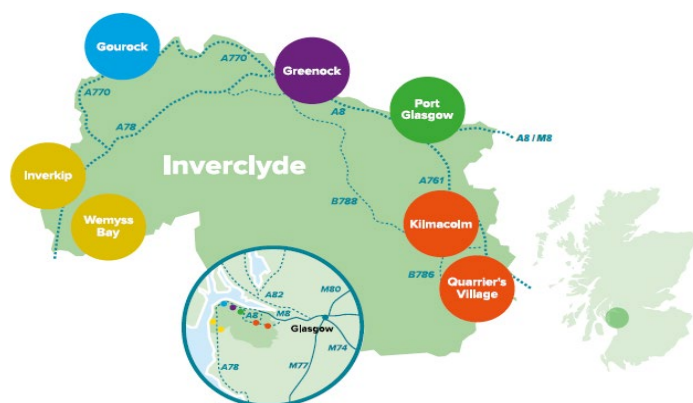 Gourock
A770
Greenock
A770
Port
Glasgow
A8
A8 / M8
A78
Inverkip
Inverclyde
A761
Wemyss
Bay
B788
Kilmacolm
B786
Quarrier's
Village
A82
M80
A8
M8
Glasgow
M74
M77
A78